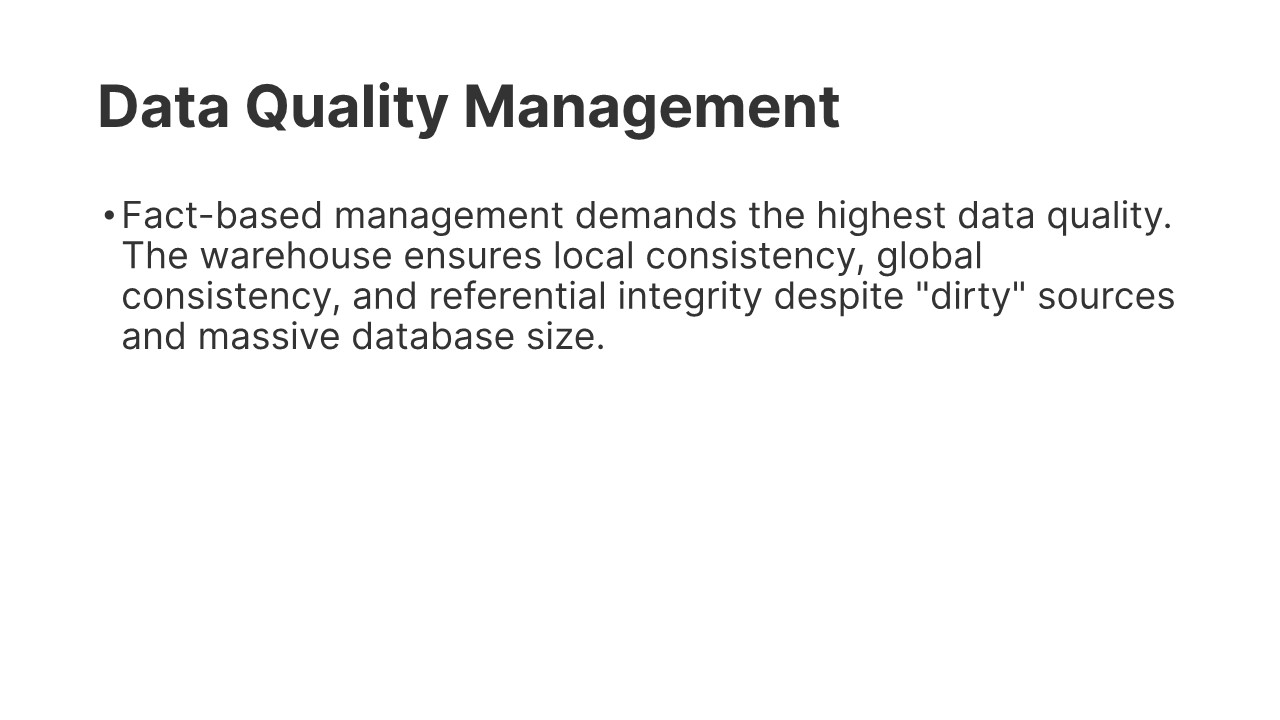 Data Quality Management
•Fact-based management demands the highest data quality.
The warehouse ensures local consistency, global
consistency, and referential integrity despite "dirty" sources
and massive database size.